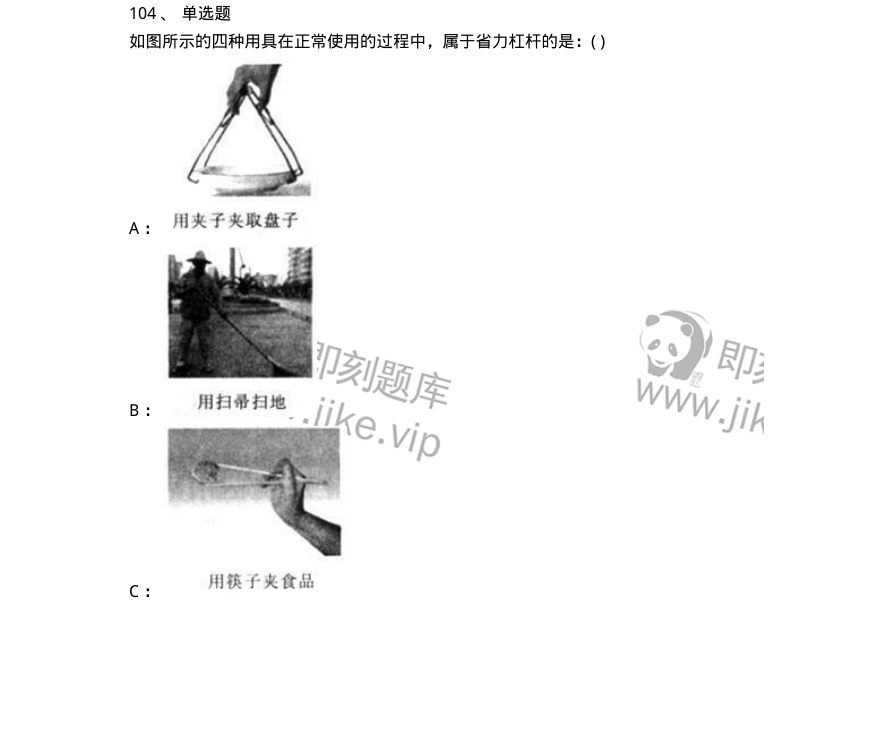 104 、 单选题
如图所示的四种用具在正常使用的过程中，属于省力杠杆的是：( )
用夹子夹取盘子
A：
用扫帚扫地
B：
即刻题库
.jike.vip
即刻
www.jik
用筷子夹食品
C：